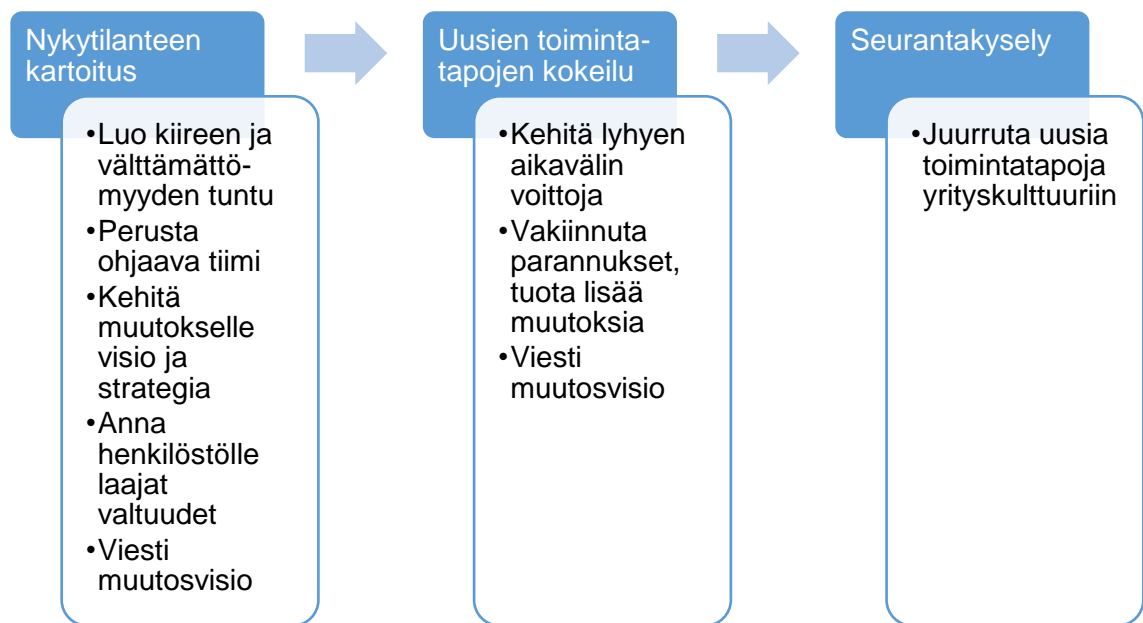 Nykytilanteen
kartoitus
•Luo kiireen ja
välttämättö-
myyden tuntu
•Perusta
ohjaava tiimi
•Kehitä
muutokselle
visio ja
strategia
•Anna
henkilöstölle
laajat
valtuudet
•Viesti
muutosvisio
Uusien toiminta-
tapojen kokeilu
•Kehitä lyhyen
aikavälin
voittoja
•Vakiinnuta
parannukset,
tuota lisää
muutoksia
•Viesti
muutosvisio
Seurantakysely
•Juurruta uusia
toimintatapoja
yrityskulttuuriin